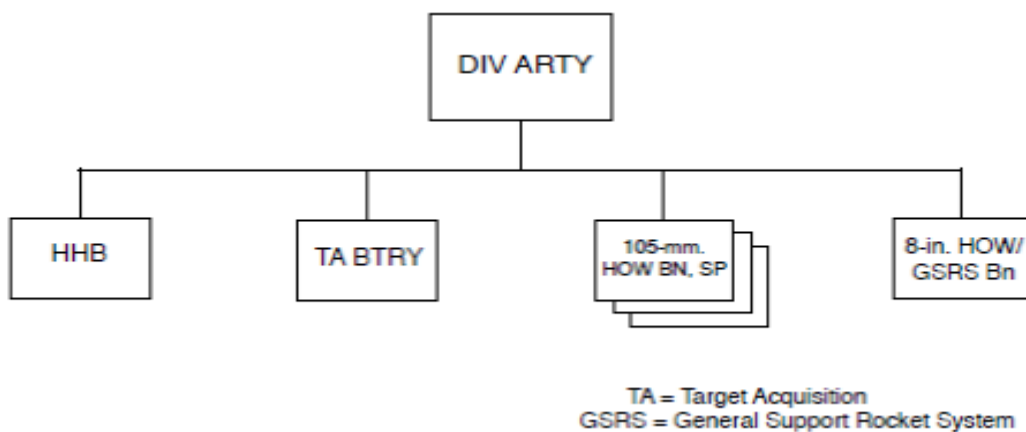 DIV ARTY
HHB
TA BTRY
105-mm.
HOW BN, SP
8-in. HOW/
GSRS Bn
TA = Target Acquisition
GSRS = General Support Rocket System